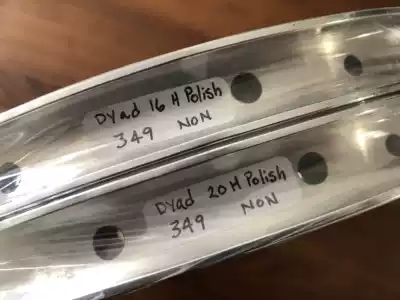 Dyad 16 H Polish
349 NON
Dyad 20 H Polish
349 NON